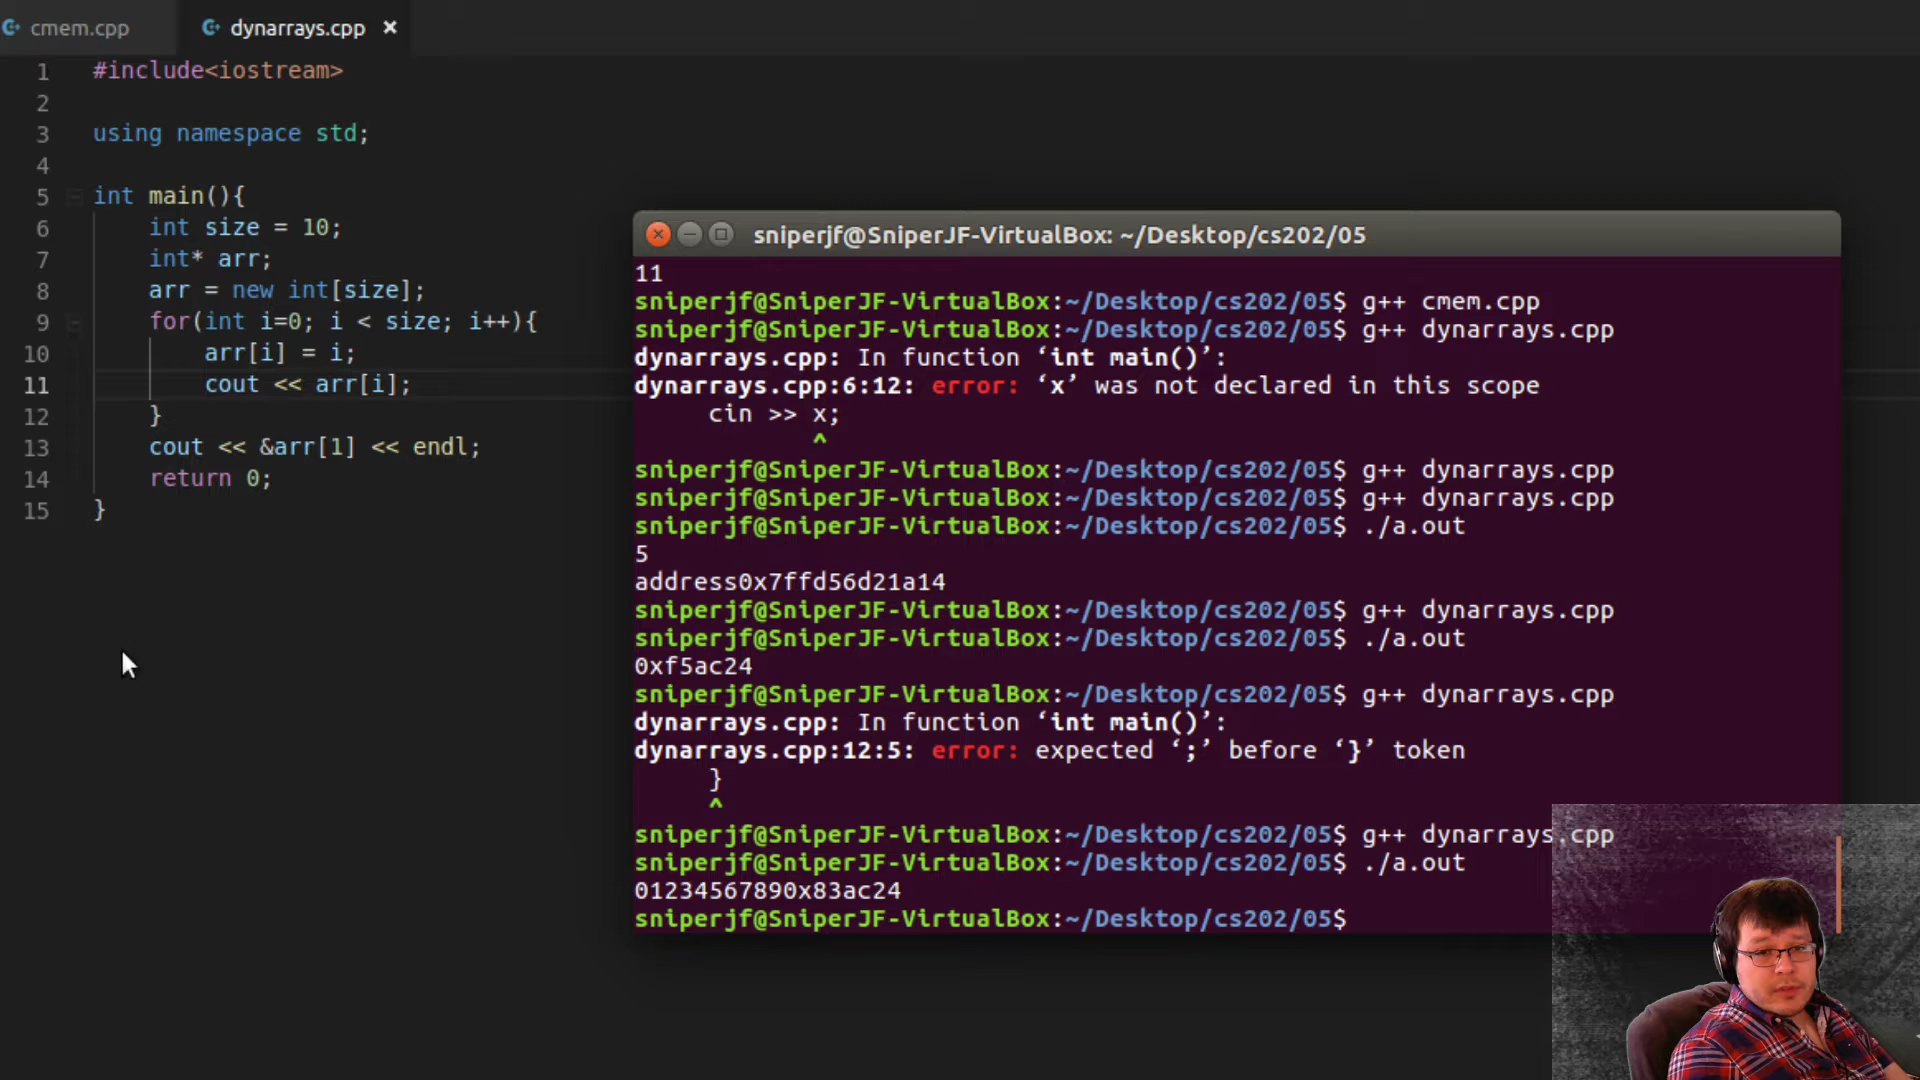 cmem.cpp
dynarrays.cpp
1 #include<iostream>
2
3 using namespace std;
4
5 int main(){
6 int size = 10;
7 int* arr;
8 arr = new int[size];
9 for(int i=0; i < size; i++){
10 arr[i] = i;
11 cout << arr[i];
12 }
13 cout << &arr[1] << endl;
14 return 0;
15 }
sniperjf@SniperJF-VirtualBox: ~/Desktop/cs202/05
11
sniperjf@SniperJF-VirtualBox:~/Desktop/cs202/05$ g++ cmem.cpp
sniperjf@SniperJF-VirtualBox:~/Desktop/cs202/05$ g++ dynarrays.cpp
dynarrays.cpp: In function ‘int main()’:
dynarrays.cpp:6:12: error: ‘x’ was not declared in this scope
cin >> x;
^
sniperjf@SniperJF-VirtualBox:~/Desktop/cs202/05$ g++ dynarrays.cpp
sniperjf@SniperJF-VirtualBox:~/Desktop/cs202/05$ g++ dynarrays.cpp
sniperjf@SniperJF-VirtualBox:~/Desktop/cs202/05$ ./a.out
5
address0x7ffd56d21a14
sniperjf@SniperJF-VirtualBox:~/Desktop/cs202/05$ g++ dynarrays.cpp
sniperjf@SniperJF-VirtualBox:~/Desktop/cs202/05$ ./a.out
0xf5ac24
sniperjf@SniperJF-VirtualBox:~/Desktop/cs202/05$ g++ dynarrays.cpp
dynarrays.cpp: In function ‘int main()’:
dynarrays.cpp:12:5: error: expected ‘;’ before ‘}’ token
}
^
sniperjf@SniperJF-VirtualBox:~/Desktop/cs202/05$ g++ dynarrays.cpp
sniperjf@SniperJF-VirtualBox:~/Desktop/cs202/05$ ./a.out
01234567890x83ac24
sniperjf@SniperJF-VirtualBox:~/Desktop/cs202/05$